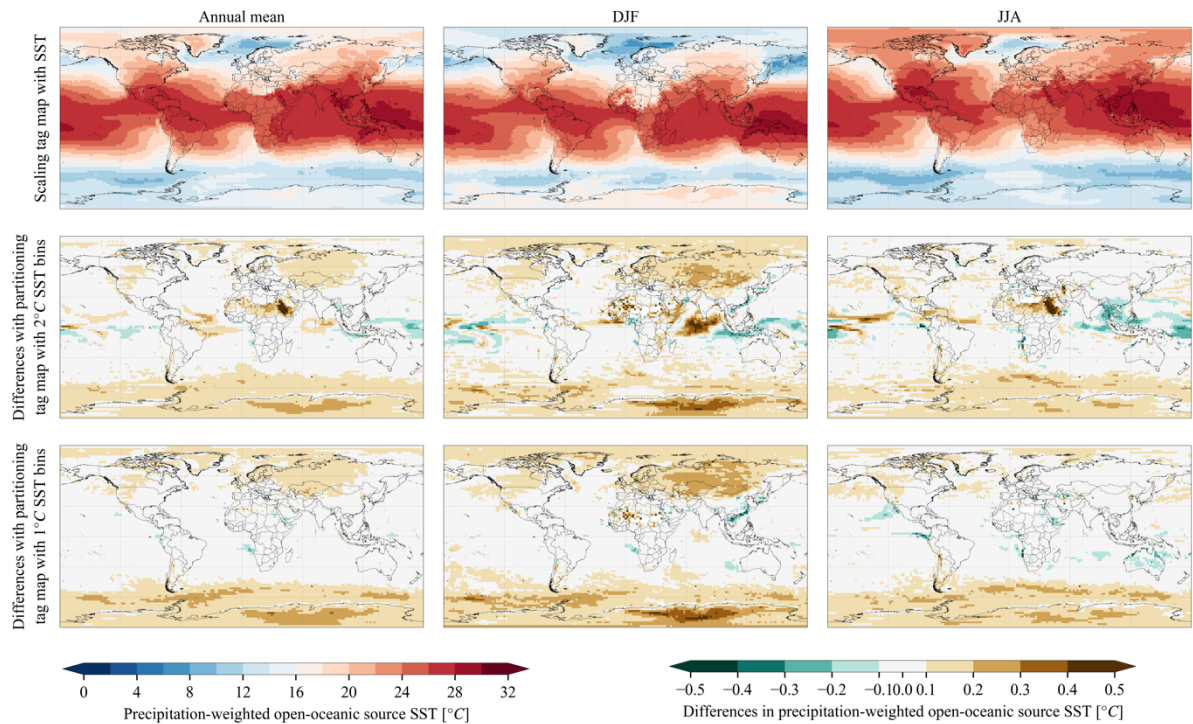 Annual mean
DJF
JJA
Scaling tag map with SST
Differences with partitioning
tag map with 2°C SST bins
Differences with partitioning
tag map with 1°C SST bins
0 4 8 12 16 20 24 28 32
Precipitation-weighted open-oceanic source SST [°C]
−0.5 −0.4 −0.3 −0.2 −0.10.0 0.1 0.2 0.3 0.4 0.5
Differences in precipitation-weighted open-oceanic source SST [°C]